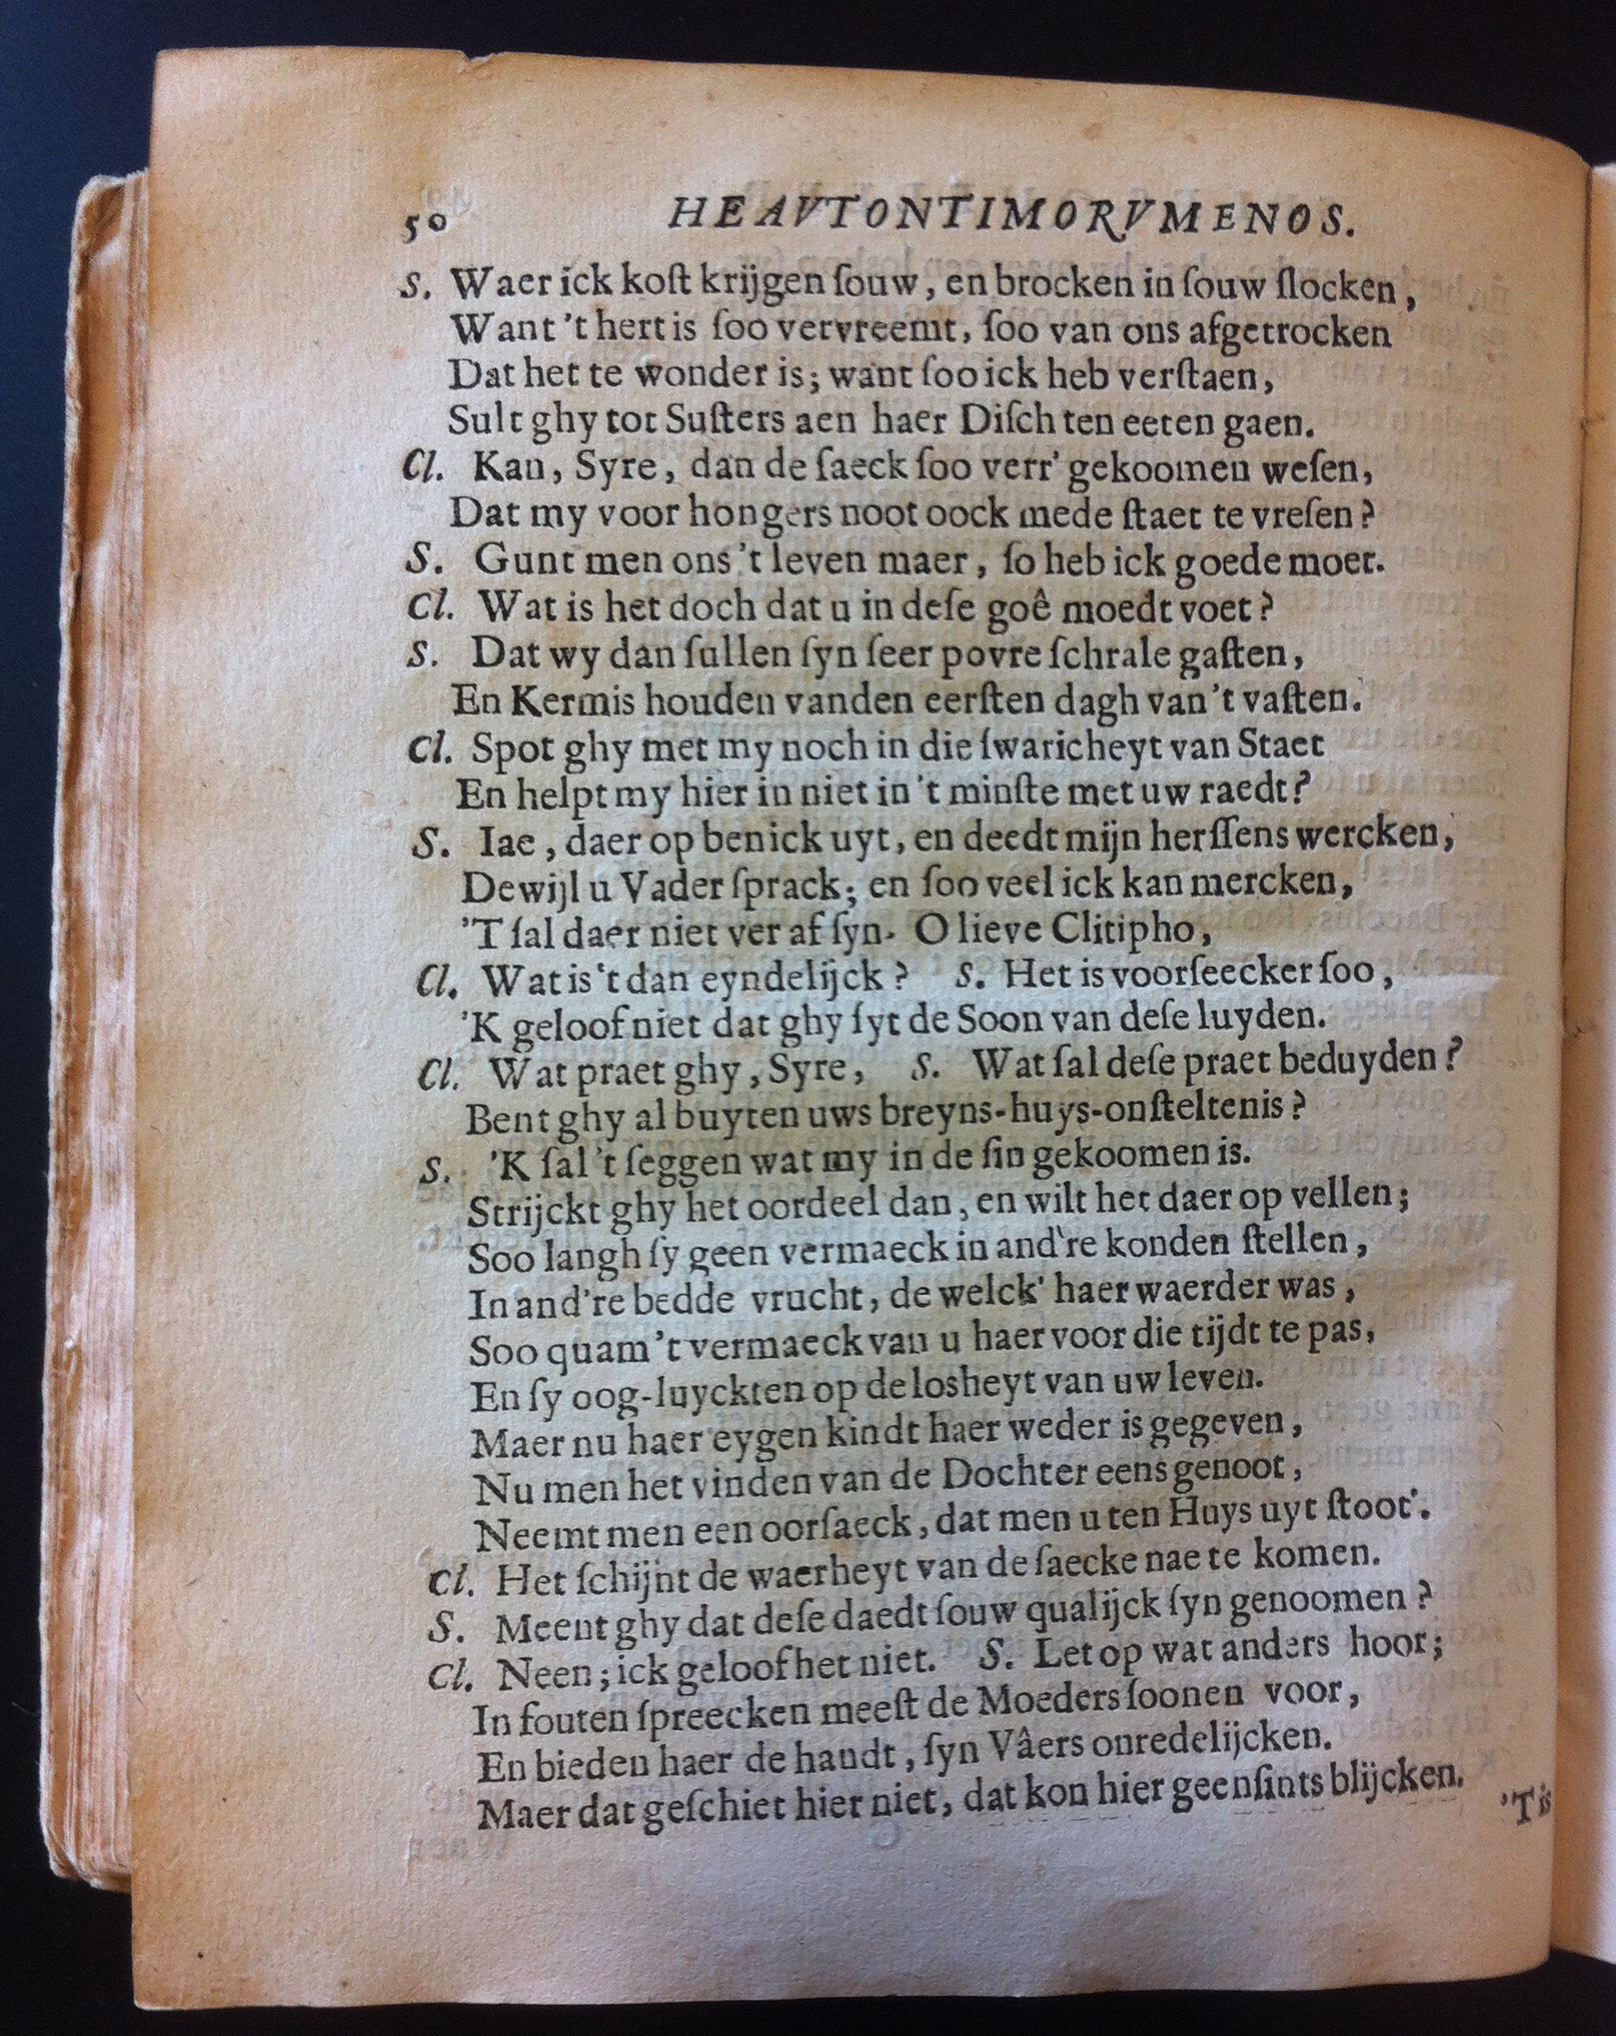 50 HEAVTONTIMORVMENOS.
S. Waer ick koſt krijgen ſouw, en brocken in ſouw ſlocken,
Want 't hert is ſoo vervreemt, ſoo van ons afgetrocken
Dat het te wonder is; want ſoo ick heb verſtaen,
Sult ghy tot Suſters aen haer Diſch ten eeten gaen.
Cl. Kan, Syre, dan de ſaeck ſoo verr' gekoomen weſen,
Dat my voor hongers noot oock mede ſtaet te vreſen?
S. Gunt men ons 't leven maer, ſo heb ick goede moet.
Cl. Wat is het doch dat u in deſe goê moedt voet?
S. Dat wy dan ſullen ſyn ſeer povre ſchrale gaſten,
En Kermis houden vanden eerſten dagh van 't vaſten.
Cl. Spot ghy met my noch in die ſwaricheyt van Staet
En helpt my hier in niet in 't minſte met uw raedt?
S. Iae, daer op ben ick uyt, en deedt mijn herſſens wercken,
Dewijl u Vader ſprack; en ſoo veel ick kan mercken,
'T ſal daer niet ver af ſyn. O lieve Clitipho,
Cl. Wat is 't dan eyndelijck? S. Het is voorſeecker ſoo,
'K geloof niet dat ghy ſyt de Soon van deſe luyden.
Cl. Wat praet ghy, Syre, S. Wat ſal deſe praet beduyden?
Bent ghy al buyten uws breyns-huys-onſteltenis?
S. 'K ſal 't ſeggen wat my in de ſin gekoomen is.
Strijckt ghy het oordeel dan, en wilt het daer op vellen;
Soo langh ſy geen vermaeck in and're konden ſtellen,
In and're bedde vrucht, de welck' haer waerder was,
Soo quam 't vermaeck van u haer voor die tijdt te pas,
En ſy oog-luyckten op de losheyt van uw leven.
Maer nu haer eygen kindt haer weder is gegeven,
Nu men het vinden van de Dochter eens genoot,
Neemt men een oorſaeck, dat men u ten Huys uyt ſtoot'.
Cl. Het ſchijnt de waerheyt van de ſaecke nae te komen.
S. Meent ghy dat deſe daedt ſouw qualijck ſyn genoomen?
Cl. Neen; ick geloof het niet. S. Let op wat anders hoor;
In fouten ſpreecken meeſt de Moeders ſoonen voor,
En bieden haer de handt, ſyn Vâers onredelijcken.
Maer dat geſchiet hier niet, dat kon hier geenſints blijcken.
'T is